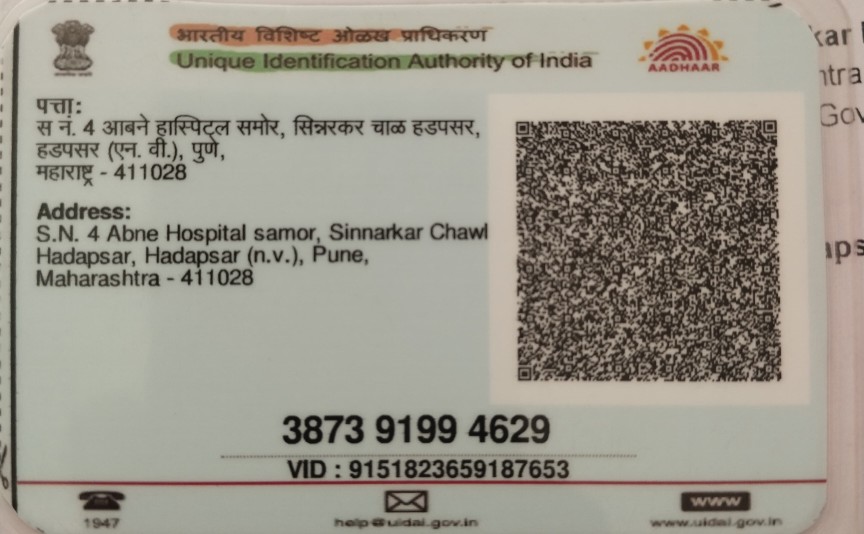 भारतीय विशिष्ट ओळख प्राधिकरण
Unique Identification Authority of India
AADHAAR
पत्ता:
स नं. 4 आबने हास्पिट्ल समोर, सिन्नरकर चाळ हडपसर,
हडपसर (एन. वी.), पुणे,
महाराष्ट्र - 411028
Address:
S.N. 4 Abne Hospital samor, Sinnarkar Chawl
Hadapsar, Hadapsar (n.v.), Pune,
Maharashtra - 411028
3873 9199 4629
VID : 9151823659187653
1947
help@uidai.gov.in
www
www.uidai.gov.in